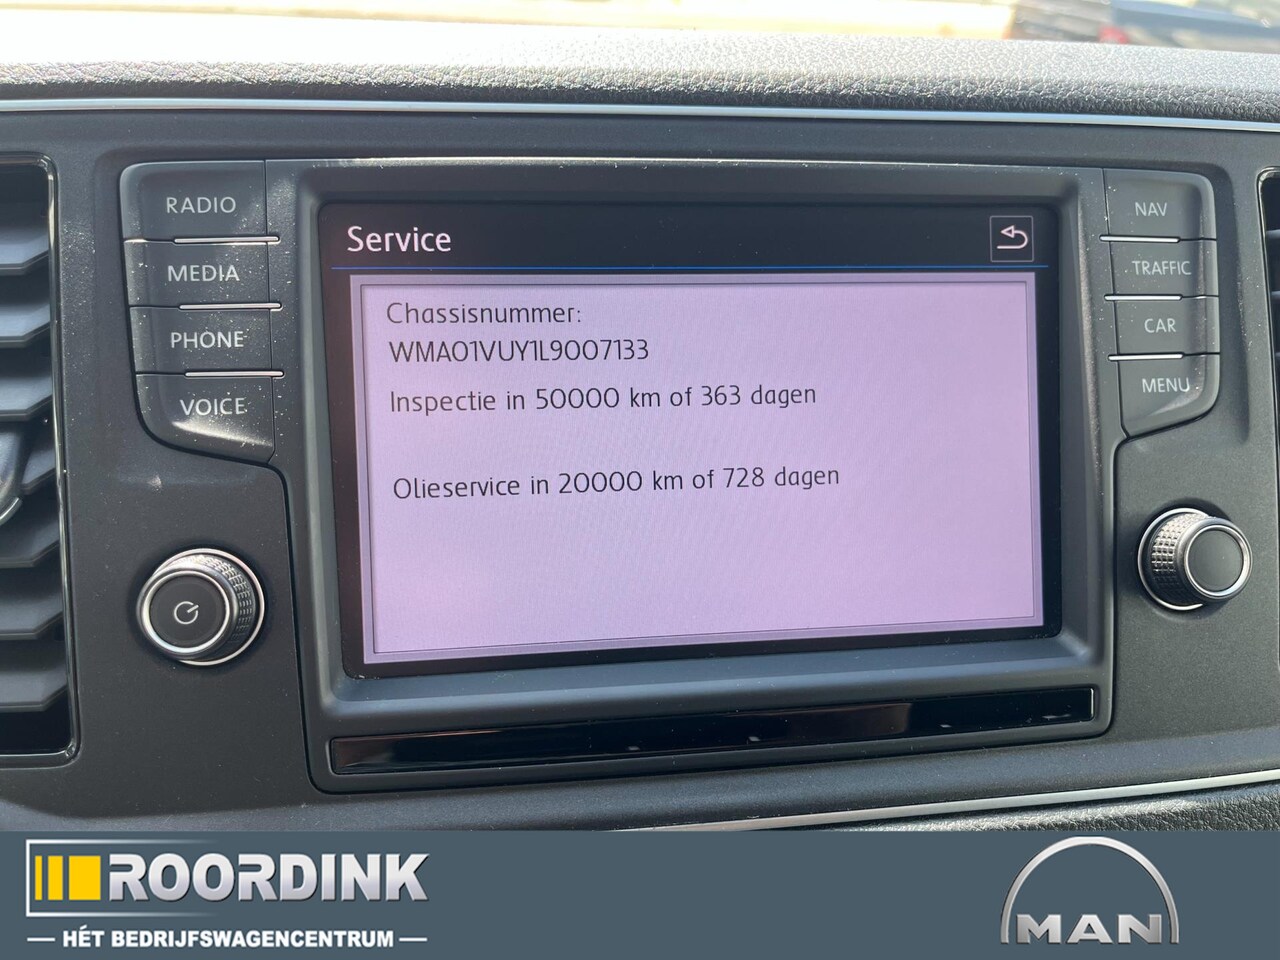 RADIO
MEDIA
PHONE
VOICE
Service
Chassisnummer:
WMA01VUY1L9007133
Inspectie in 50000 km of 363 dagen
Olieservice in 20000 km of 728 dagen
NAV
TRAFFIC
CAR
MENU
ROORDINK
— HÉT BEDRIJFSWAGENCENTRUM —
MAN